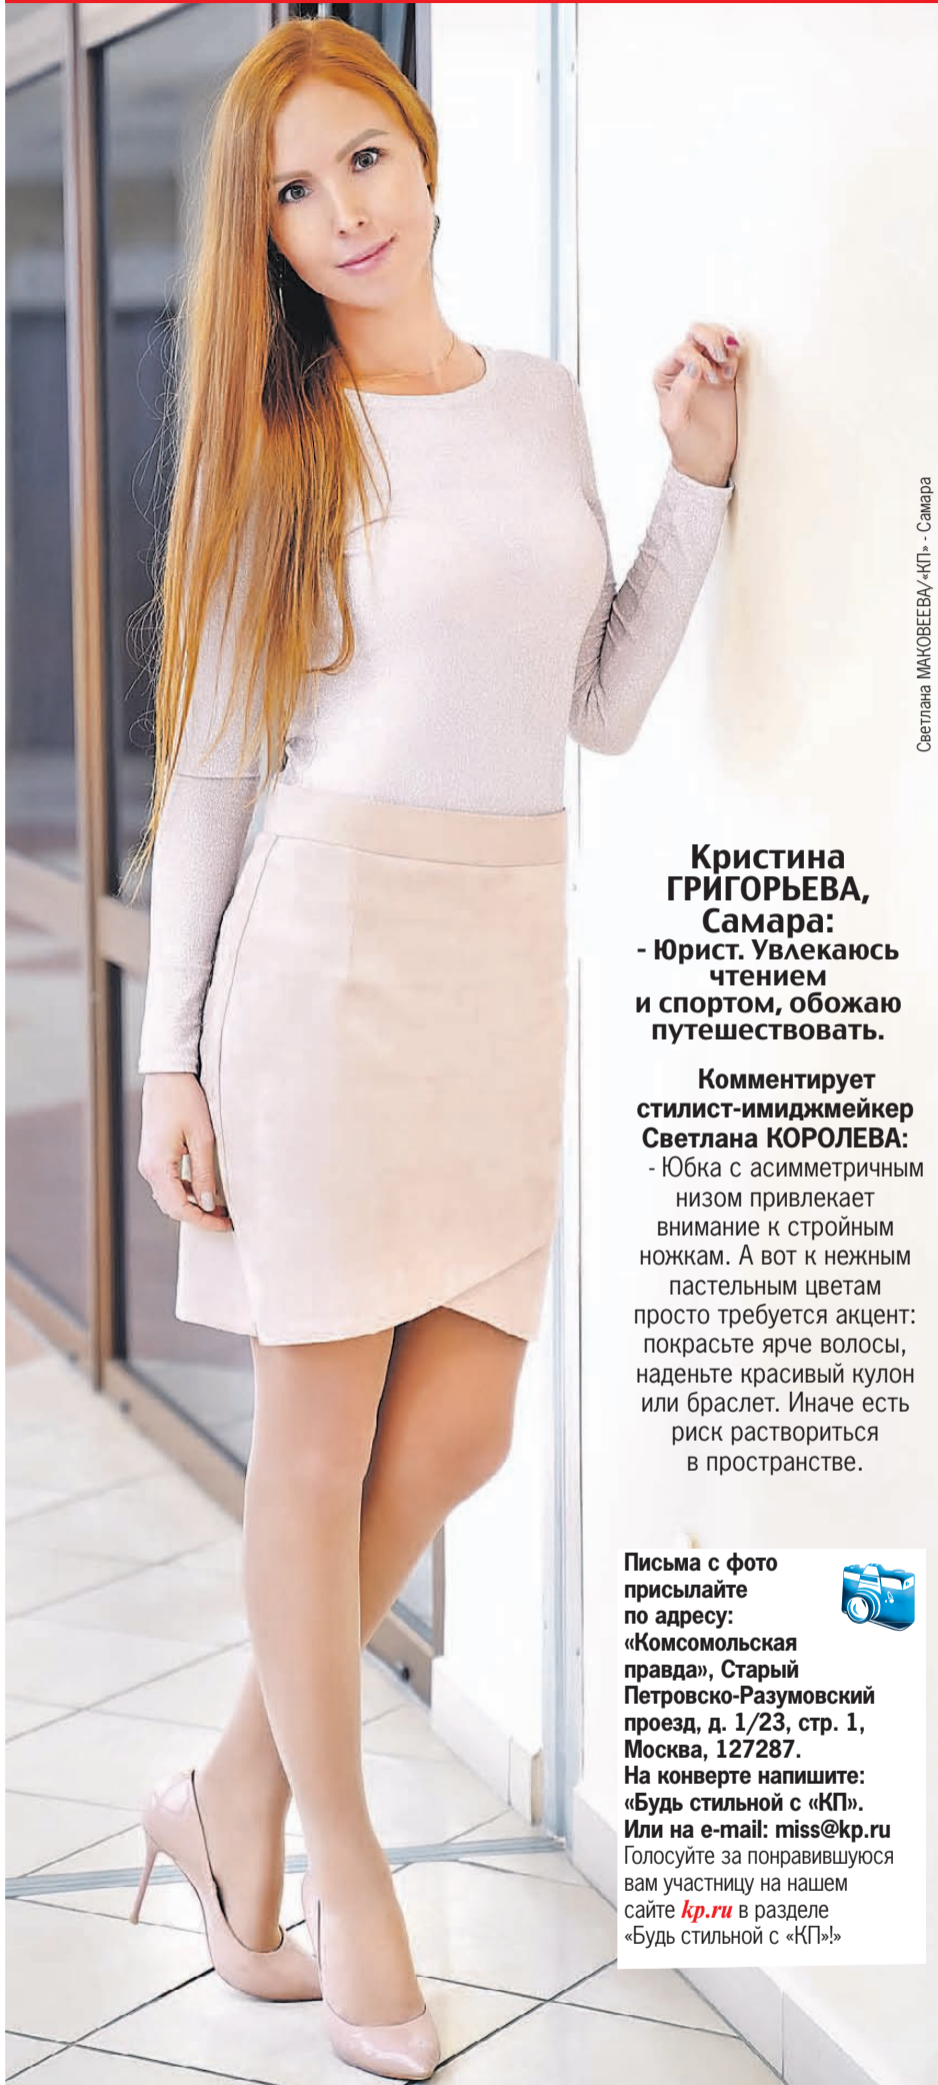 Светлана МАКОВЕЕВА/«КП» - Самара
Кристина
ГРИГОРЬЕВА,
Самара:
- Юрист. Увлекаюсь
чтением
и спортом, обожаю
путешествовать.
Комментирует
стилист-имиджмейкер
Светлана КОРОЛЕВА:
- Юбка с асимметричным
низом привлекает
внимание к стройным
ножкам. А вот к нежным
пастельным цветам
просто требуется акцент:
покрасьте ярче волосы,
наденьте красивый кулон
или браслет. Иначе есть
риск раствориться
в пространстве.
Письма с фото
присылайте
по адресу:
«Комсомольская
правда», Старый
Петровско-Разумовский
проезд, д. 1/23, стр. 1,
Москва, 127287.
На конверте напишите:
«Будь стильной с «КП».
Или на e-mail: miss@kp.ru
Голосуйте за понравившуюся
вам участницу на нашем
сайте kp.ru в разделе
«Будь стильной с «КП»!»